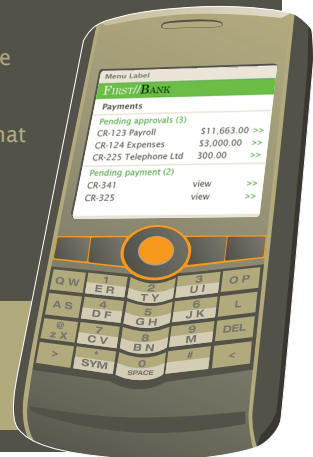 e
hat
Menu Label
FIRST//BANK
Payments
Pending approvals (3)
CR-123 Payroll $11,663.00 >>
CR-124 Expenses $3,000.00 >>
CR-225 Telephone Ltd 300.00 >>
Pending payment (2)
CR-341 view >>
CR-325 view >>
Q W 1 E R 2 T Y 3 U I O P
A S 4 D F 5 G H 6 J K L
@ Z X 7 C V 8 B N 9 M DEL
> * SYM 0 SPACE # <